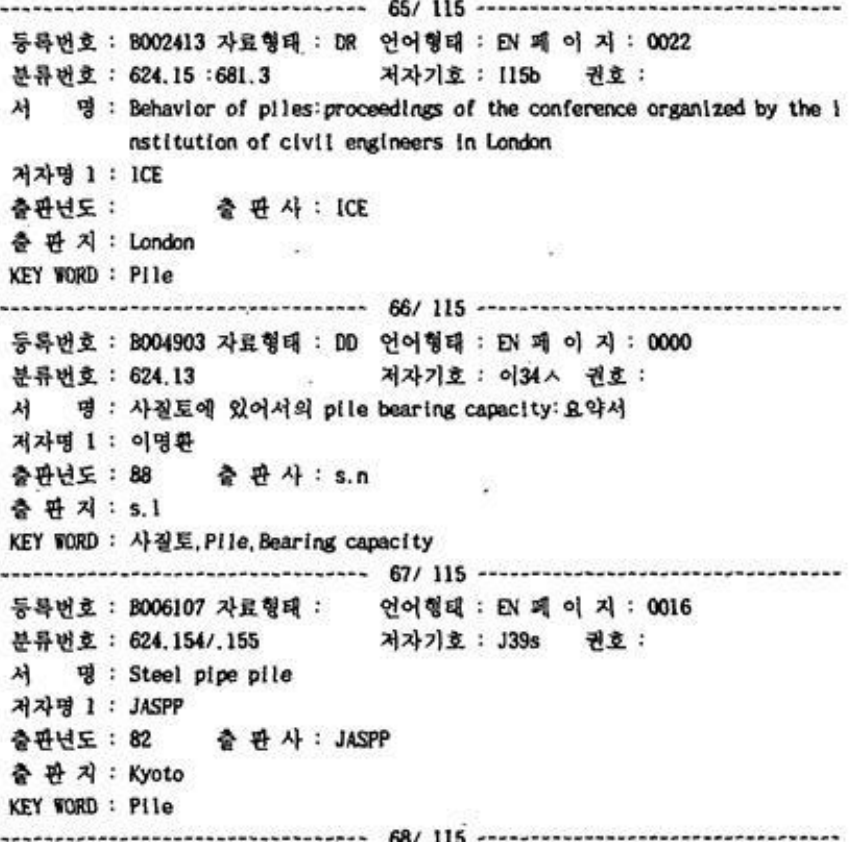 ------------------------------- 65/ 115 -------------------------------
등록번호 : B002413 자료형태 : DR 언어형태 : EN 페 이 지 : 0022
분류번호 : 624.15 :681.3 저자기호 : I15b 권호 :
서 명 : Behavior of piles:proceedings of the conference organized by the i
nstitution of civil engineers in London
저자명 1 : ICE
출판년도 : 출 판 사 : ICE
출 판 지 : London
KEY WORD : Pile
------------------------------- 66/ 115 -------------------------------
등록번호 : B004903 자료형태 : DD 언어형태 : EN 페 이 지 : 0000
분류번호 : 624.13 저자기호 : 이34ㅅ 권호 :
서 명 : 사질토에 있어서의 pile bearing capacity:요약서
저자명 1 : 이명환
출판년도 : 88 출 판 사 : s.n
출 판 지 : s.l
KEY WORD : 사질토,Pile,Bearing capacity
------------------------------- 67/ 115 -------------------------------
등록번호 : B006107 자료형태 : 언어형태 : EN 페 이 지 : 0016
분류번호 : 624.154/.155 저자기호 : J39s 권호 :
서 명 : Steel pipe pile
저자명 1 : JASPP
출판년도 : 82 출 판 사 : JASPP
출 판 지 : Kyoto
KEY WORD : Pile
------------------------------- 68/ 115 -------------------------------